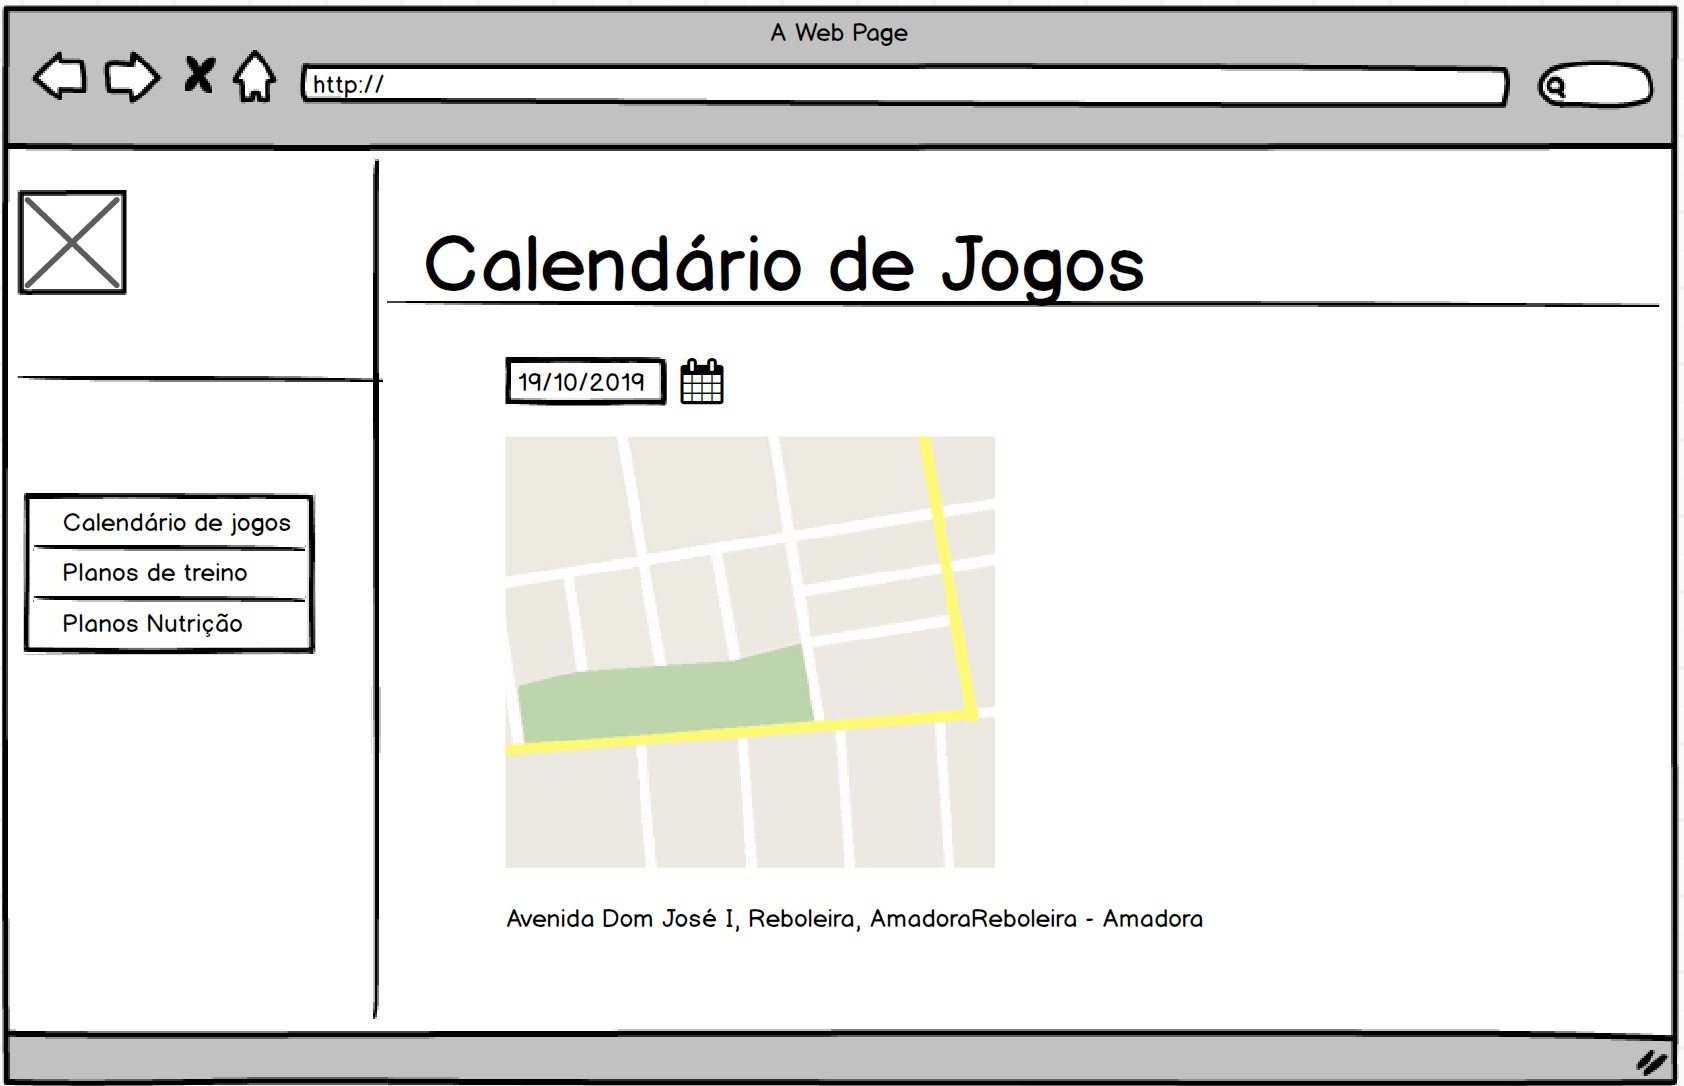 A Web Page
http://
Calendário de Jogos
19/10/2019
Calendário de jogos
Planos de treino
Planos Nutrição
Avenida Dom José I, Reboleira, AmadoraReboleira - Amadora